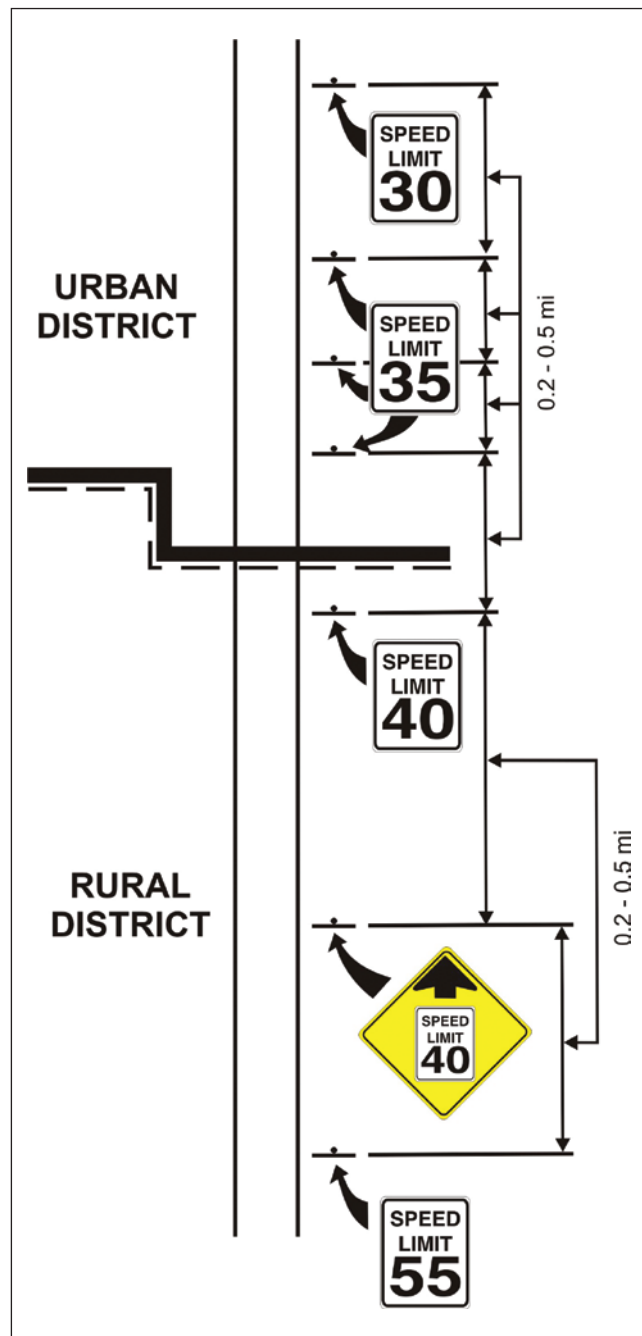 SPEED
LIMIT
30
URBAN
DISTRICT
SPEED
LIMIT
35
0.2 - 0.5 mi
SPEED
LIMIT
40
RURAL
DISTRICT
0.2 - 0.5 mi
SPEED
LIMIT
40
SPEED
LIMIT
55